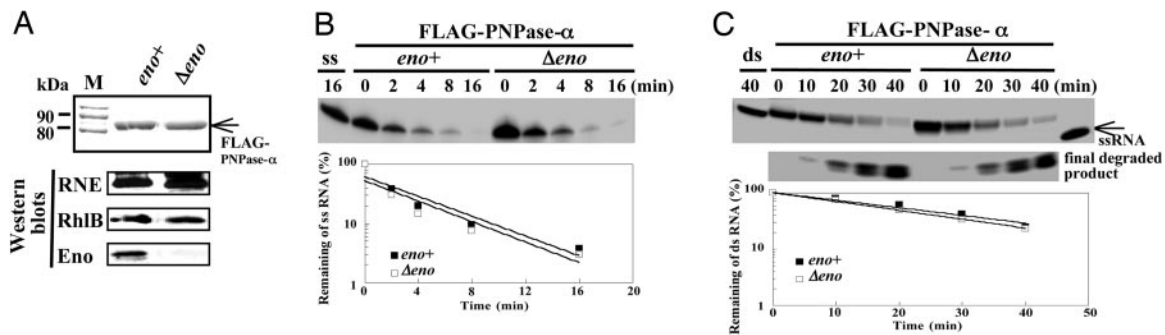 A
kDa M eno+ Δeno
90
80
FLAG-
PNPase-α
Western
blots
RNE
RhlB
Eno
B
FLAG-PNPase-α
ss eno+ Δeno
16 0 2 4 8 16 0 2 4 8 16 (min)
Remaining of ss RNA (%)
100
10
1
eno+
Δeno
0 4 8 12 16 20
Time (min)
C
FLAG-PNPase- α
ds eno+ Δeno
40 0 10 20 30 40 0 10 20 30 40 (min)
ssRNA
final degraded
product
Remaining of ds RNA (%)
100
10
1
eno+
Δeno
0 10 20 30 40 50
Time (min)